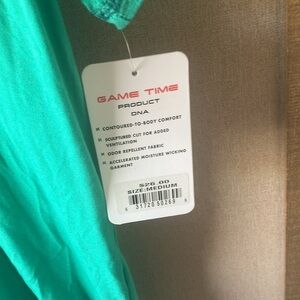 GAME TIME
PRODUCT
DNA
CONTOURED-TO-BODY COMFORT
SCULPTURED CUT FOR ADDED
VENTILATION
ODOR REPELLENT FABRIC
ACCELERATED MOISTURE WICKING
GARMENT
$26.00
SIZE:MEDIUM